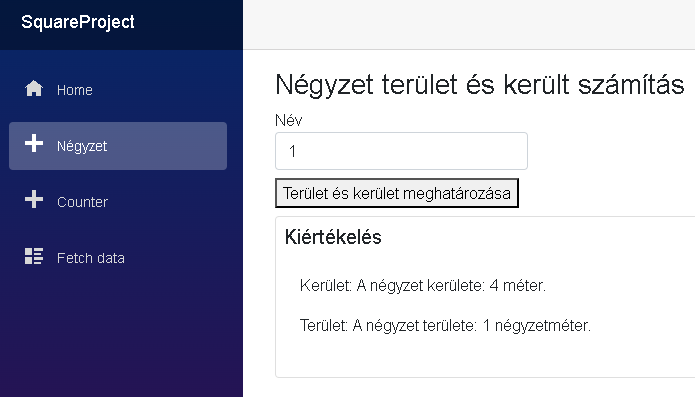 SquareProject
Home
Négyzet
Counter
Fetch data
Négyzet terület és került számítás
Név
1
Terület és kerület meghatározása
Kiértékelés
Kerület: A négyzet kerülete: 4 méter.
Terület: A négyzet területe: 1 négyzetméter.